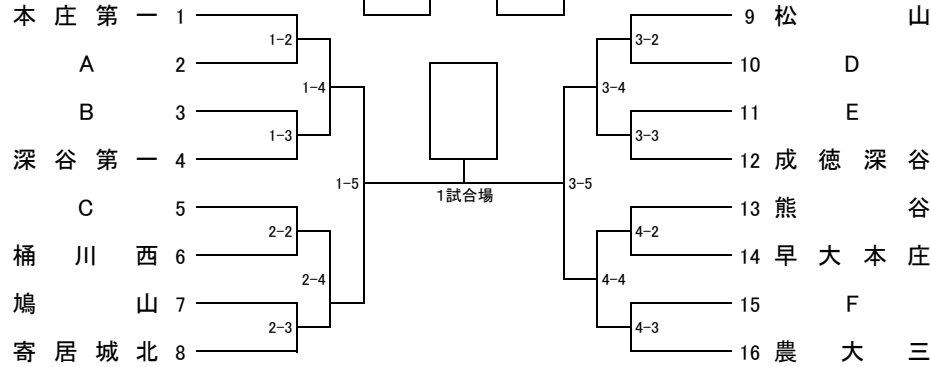 本庄第一 1
1-2
A 2
1-4
B 3
1-3
深谷第一 4
1-5
C 5
2-2
桶川西 6
2-4
鳩山 7
2-3
寄居城北 8
1試合場
9 松山
3-2
10 D
3-4
11 E
3-3
12 成徳深谷
3-5
13 熊谷
4-2
14 早大本庄
4-4
15 F
4-3
16 農大三